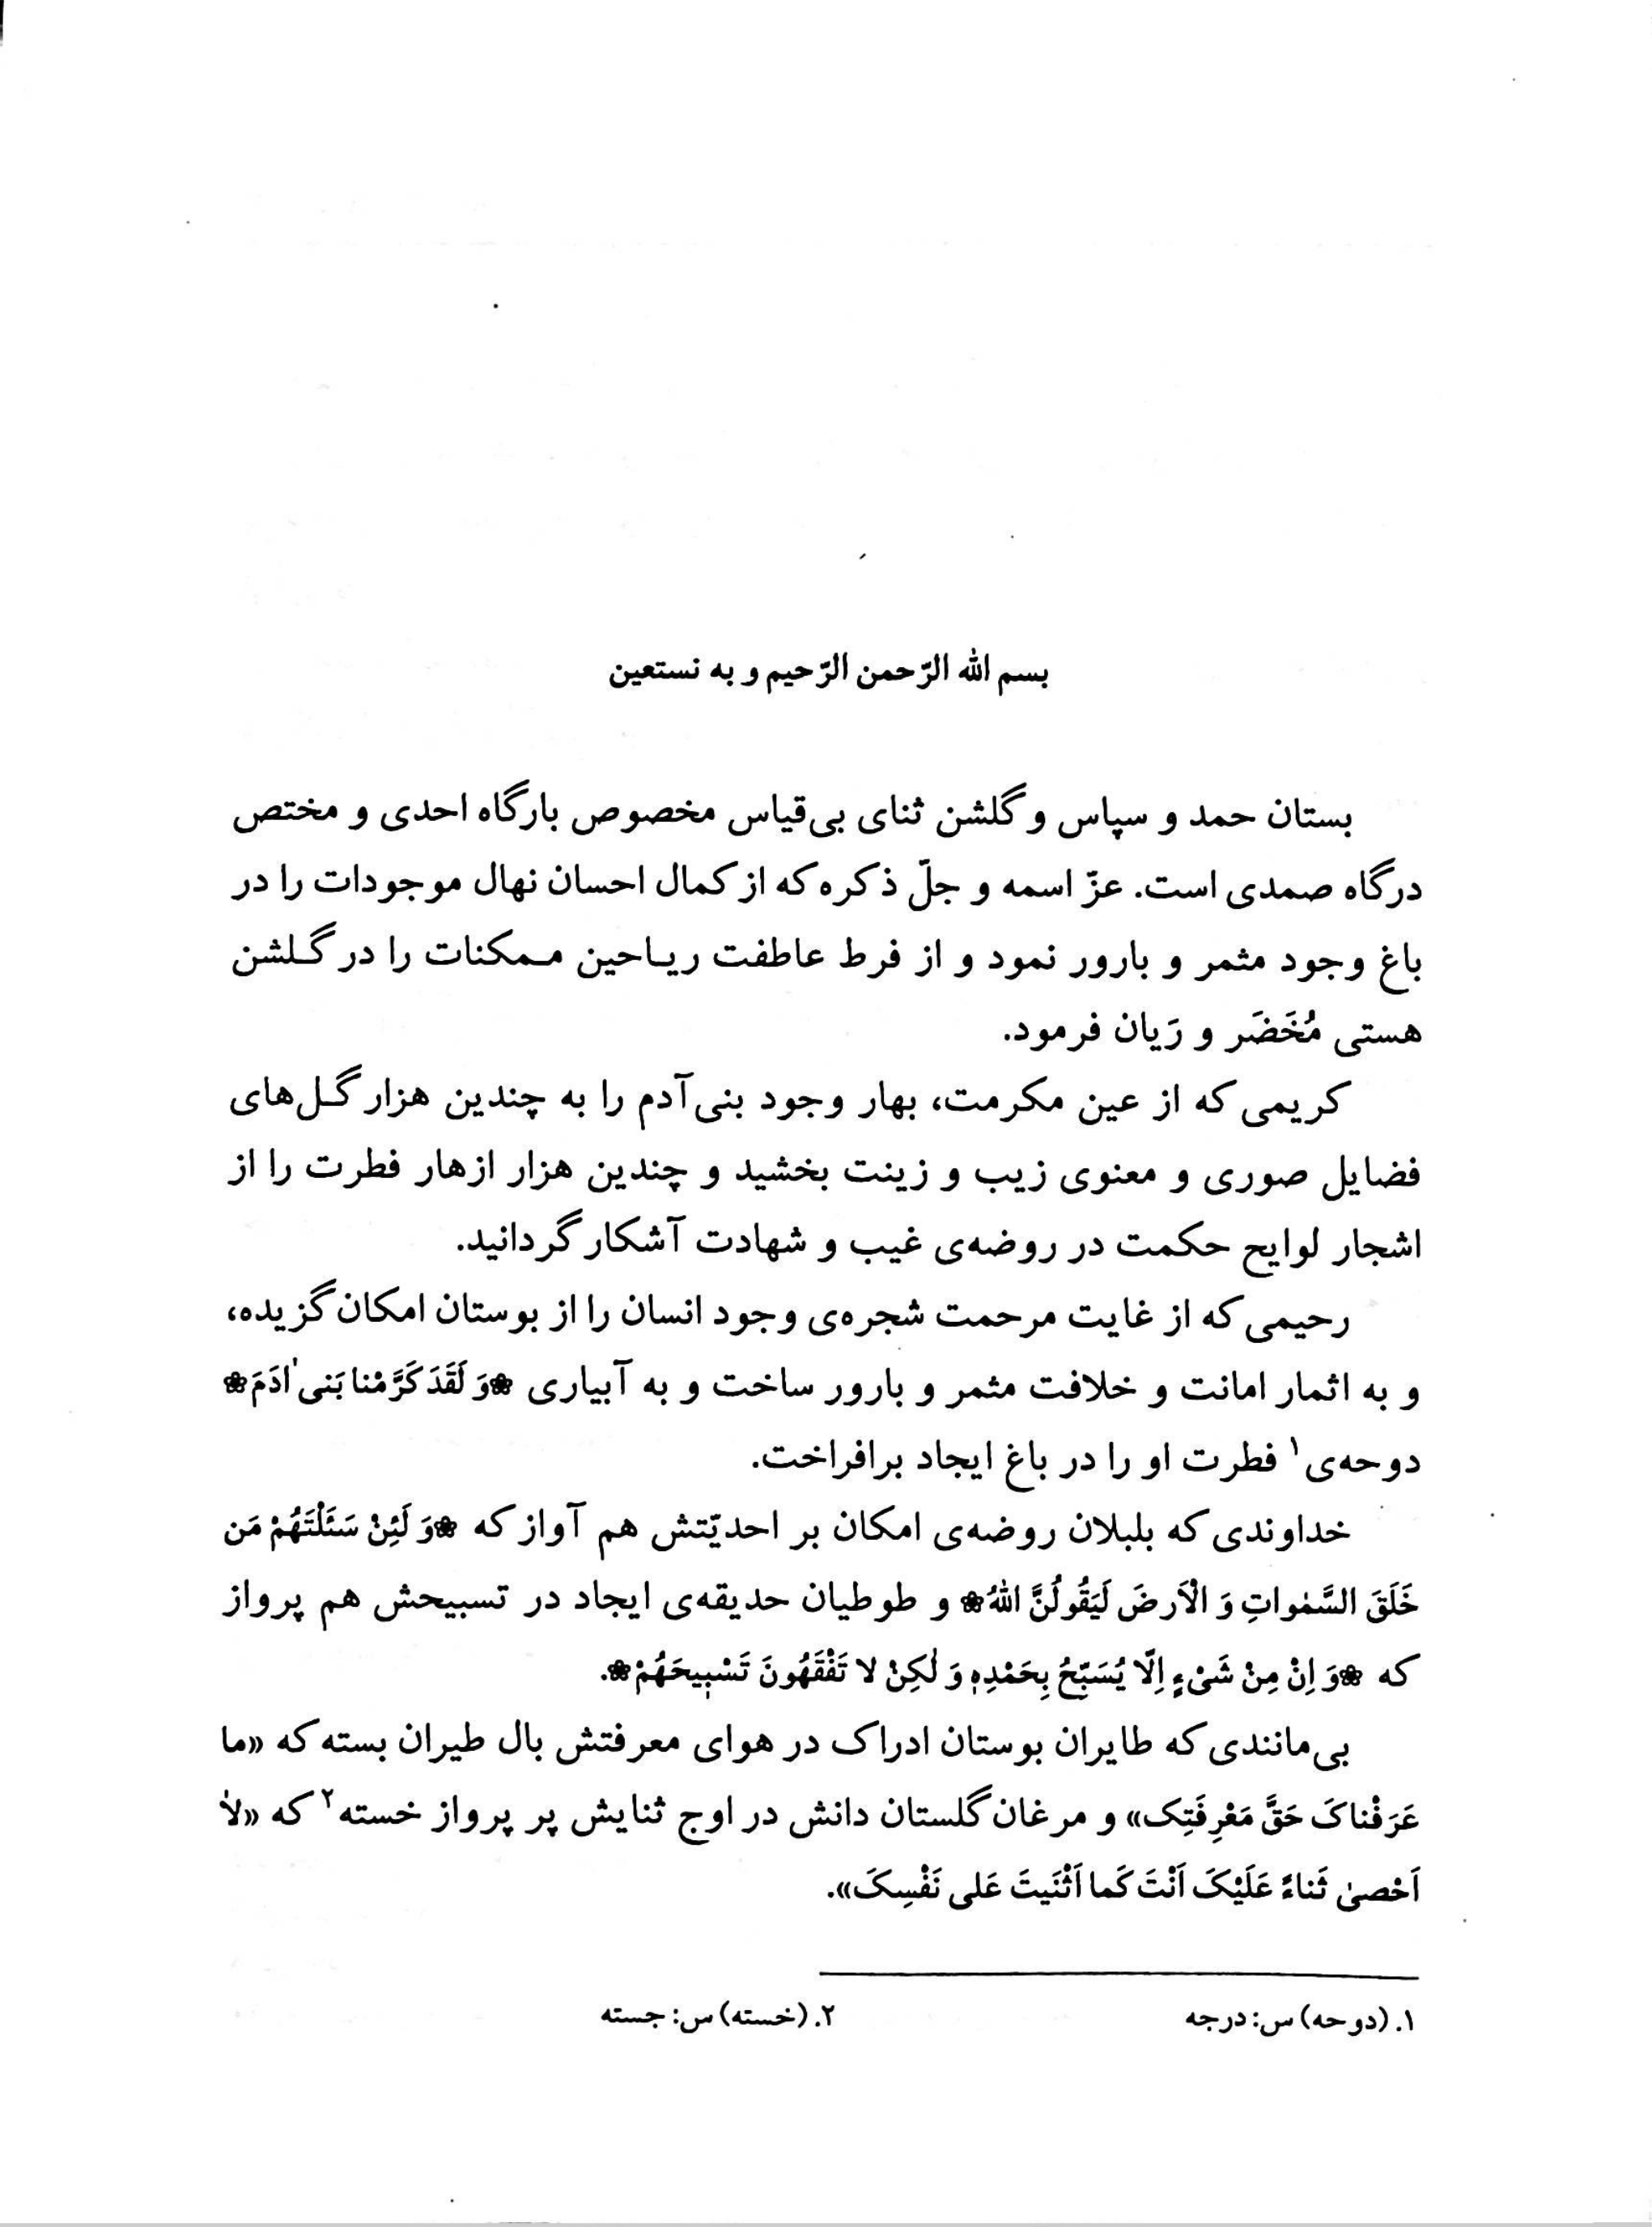 بسم الله الرّحمن الرّحیم و به نستعین
بستان حمد و سپاس و گلشن ثنای بی‌قیاس مخصوص بارگاه احدی و مختص
درگاه صمدی است. عزّ اسمه و جلّ ذکره که از کمال احسان نهال موجودات را در
باغ وجود مثمر و بارور نمود و از فرط عاطفت ریاحین ممکنات را در گلشن
هستی مُخَضَر و رَیان فرمود.
کریمی که از عین مکرمت، بهار وجود بنی‌آدم را به چندین هزار گل‌های
فضایل صوری و معنوی زیب و زینت بخشید و چندین هزار ازهار فطرت را از
اشجار لوایح حکمت در روضه‌ی غیب و شهادت آشکار گردانید.
رحیمی که از غایت مرحمت شجره‌ی وجود انسان را از بوستان امکان گزیده،
و به اثمار امانت و خلافت مثمر و بارور ساخت و به آبیاری ❀وَ لَقَدَ کَرَّمْنا بَنی ٰادَمَ❀
دوحه‌ی۱ فطرت او را در باغ ایجاد برافراخت.
خداوندی که بلبلان روضه‌ی امکان بر احدیّتش هم آواز که ❀وَ لَئِنْ سَئَلْتَهُمْ مَن
خَلَقَ السَّمٰواتِ وَ الْاَرضَ لَیَقُولُنَّ اللهُ❀ و طوطیان حدیقه‌ی ایجاد در تسبیحش هم پرواز
که ❀وَ اِنْ مِنْ شَیْءٍ اِلّا یُسَبّحُ بِحَمْدِهٖ وَ لٰکِنْ لا تَفْقَهُونَ تَسْبٖیحَهُمْ❀.
بی‌مانندی که طایران بوستان ادراک در هوای معرفتش بال طیران بسته که «ما
عَرَفْناکَ حَقَّ مَعْرِفَتِک» و مرغان گلستان دانش در اوج ثنایش پر پرواز خسته۲ که «لاٰ
اَحْصیٰ ثَناءً عَلَیْکَ اَنْتَ کَما اَثْنَیتَ عَلی نَفْسِکَ».
۱. (دوحه) س: درجه ۲. (خسته) س: جسته